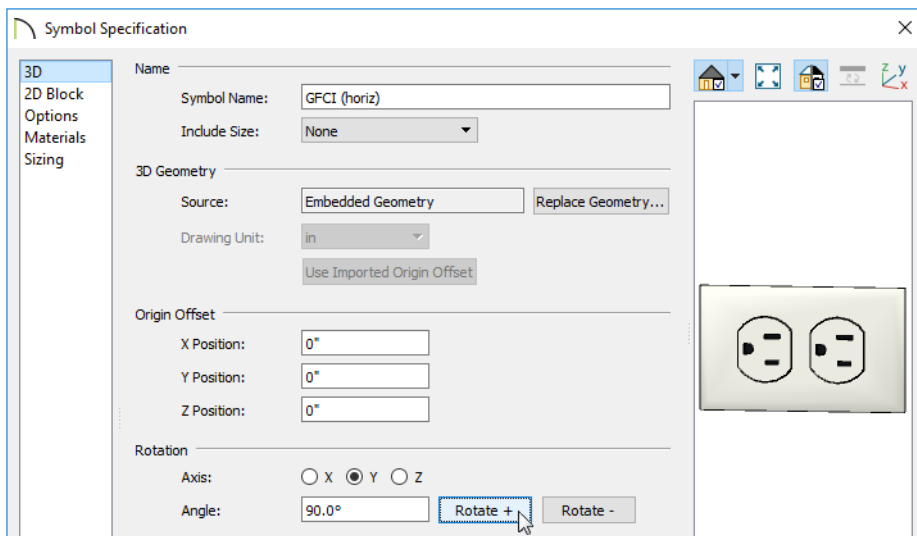 Symbol Specification
3D
2D Block
Options
Materials
Sizing
Name
Symbol Name: GFCI (horiz)
Include Size: None
3D Geometry
Source: Embedded Geometry Replace Geometry...
Drawing Unit: in
Use Imported Origin Offset
Origin Offset
X Position: 0"
Y Position: 0"
Z Position: 0"
Rotation
Axis: X Y Z
Angle: 90.0° Rotate + Rotate -
z y
x